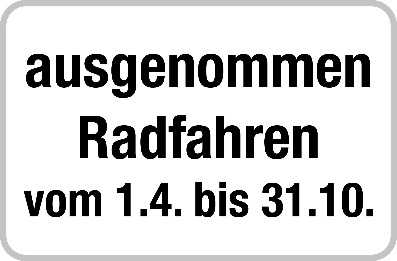 ausgenommen
Radfahren
vom 1.4. bis 31.10.